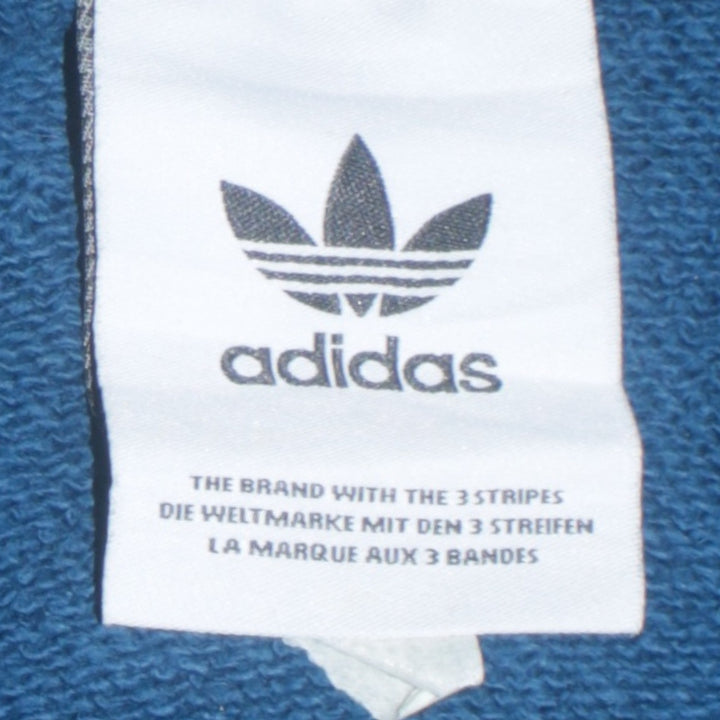 adidas
THE BRAND WITH THE 3 STRIPES
DIE WELTMARKE MIT DEN 3 STREIFEN
LA MARQUE AUX 3 BANDES